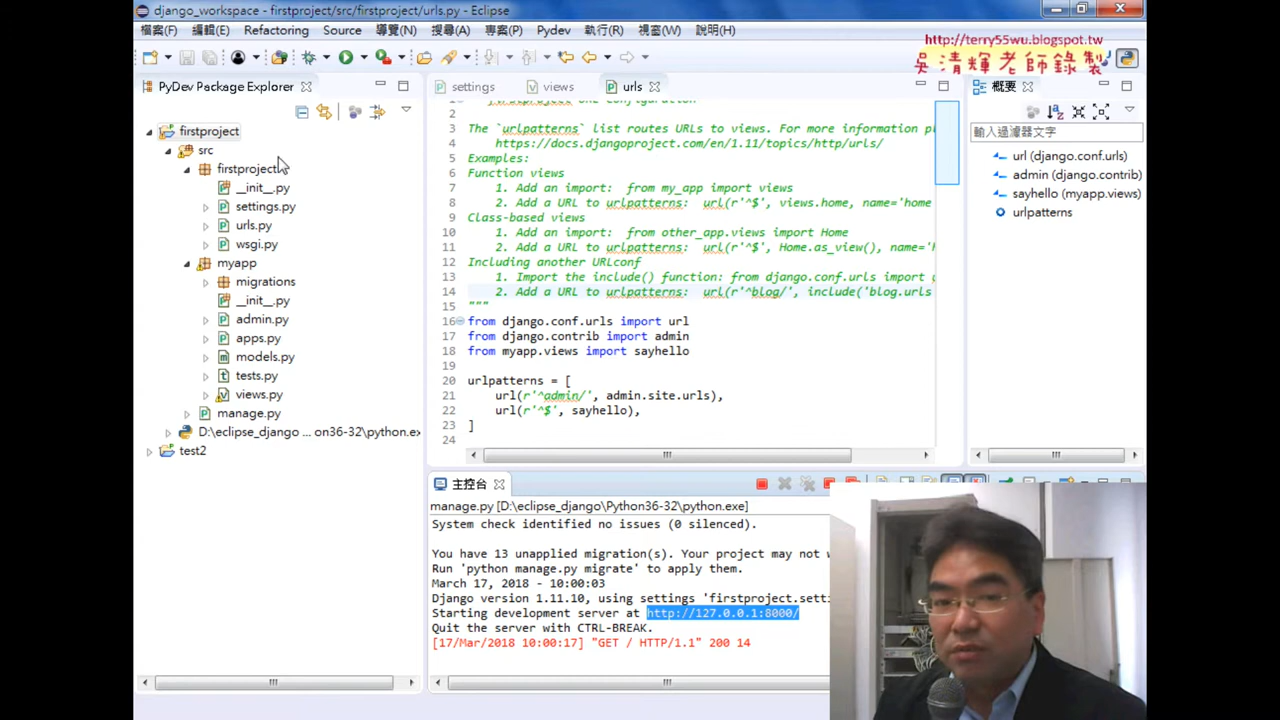 django_workspace - firstproject/src/firstproject/urls.py - Eclipse
檔案(F) 編輯(E) Refactoring Source 導覽(N) 搜尋(A) 專案(P) Pydev 執行(R) 視窗(W) 說明(H)
http://terry55wu.blogspot.tw
吳清輝老師錄製
PyDev Package Explorer
firstproject
src
firstproject
__init__.py
settings.py
urls.py
wsgi.py
myapp
migrations
__init__.py
admin.py
apps.py
models.py
tests.py
views.py
manage.py
D:\eclipse_django ... on36-32\python.ex
test2
settings views urls
1 """firstproject URL Configuration
2
3 The `urlpatterns` list routes URLs to views. For more information p
4 https://docs.djangoproject.com/en/1.11/topics/http/urls/
5 Examples:
6 Function views
7 1. Add an import: from my_app import views
8 2. Add a URL to urlpatterns: url(r'^$', views.home, name='home
9 Class-based views
10 1. Add an import: from other_app.views import Home
11 2. Add a URL to urlpatterns: url(r'^$', Home.as_view(), name='h
12 Including another URLconf
13 1. Import the include() function: from django.conf.urls import
14 2. Add a URL to urlpatterns: url(r'^blog/', include('blog.urls
15 """
16 from django.conf.urls import url
17 from django.contrib import admin
18 from myapp.views import sayhello
19
20 urlpatterns = [
21 url(r'^admin/', admin.site.urls),
22 url(r'^$', sayhello),
23 ]
24
概要
輸入過濾器文字
url (django.conf.urls)
admin (django.contrib)
sayhello (myapp.views)
urlpatterns
主控台
manage.py [D:\eclipse_django\Python36-32\python.exe]
System check identified no issues (0 silenced).
You have 13 unapplied migration(s). Your project may not
Run 'python manage.py migrate' to apply them.
March 17, 2018 - 10:00:03
Django version 1.11.10, using settings 'firstproject.setti
Starting development server at http://127.0.0.1:8000/
Quit the server with CTRL-BREAK.
[17/Mar/2018 10:00:17] "GET / HTTP/1.1" 200 14